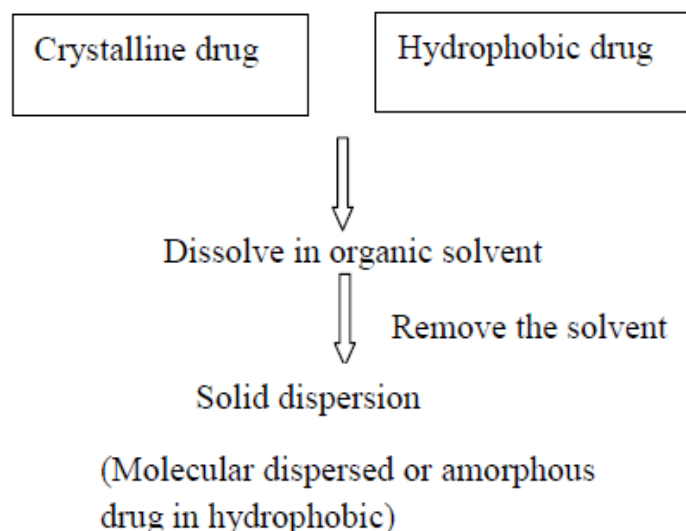 Crystalline drug
Hydrophobic drug
Dissolve in organic solvent
Remove the solvent
Solid dispersion
(Molecular dispersed or amorphous
drug in hydrophobic)